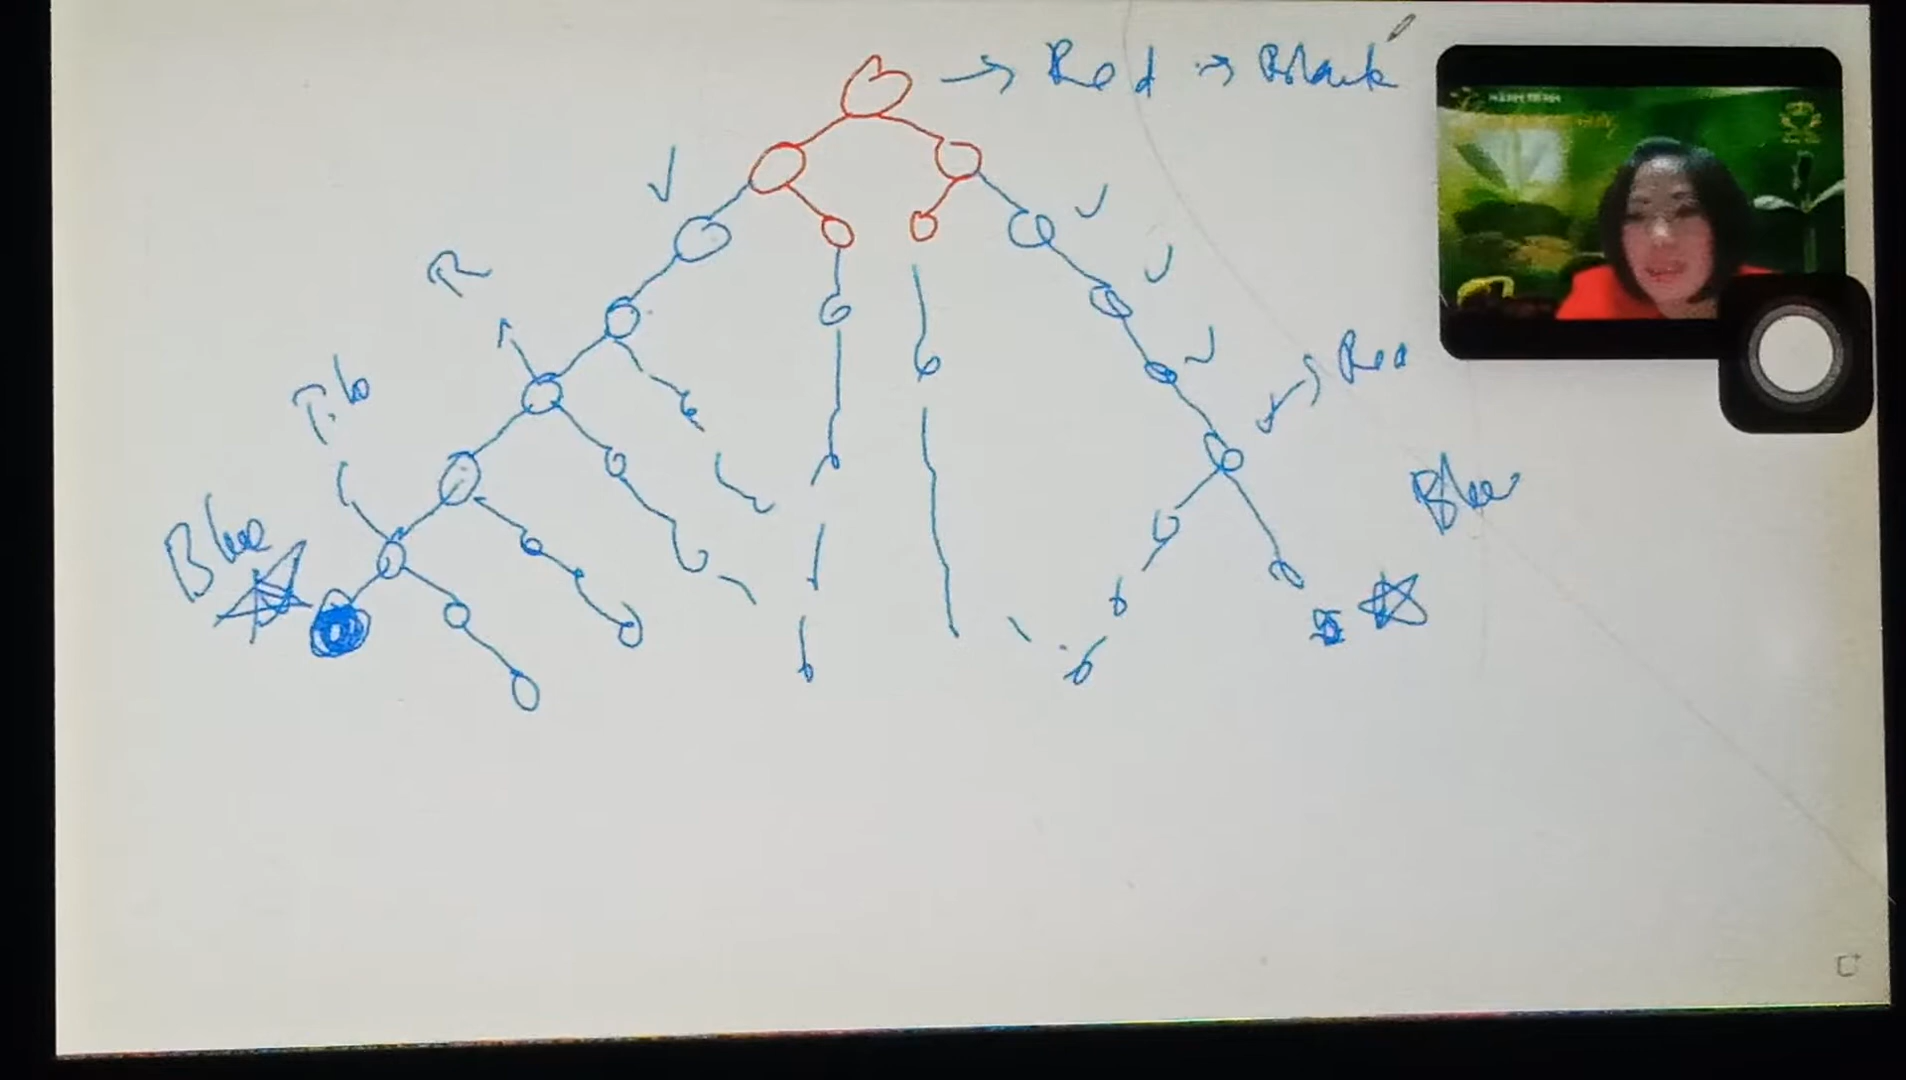 → Red → Black
R
T.b
→ Red
Blue
Blue